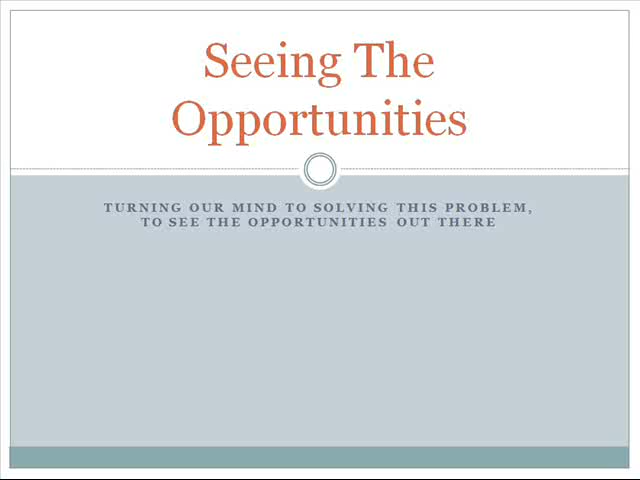 Seeing The
Opportunities
TURNING OUR MIND TO SOLVING THIS PROBLEM,
TO SEE THE OPPORTUNITIES OUT THERE